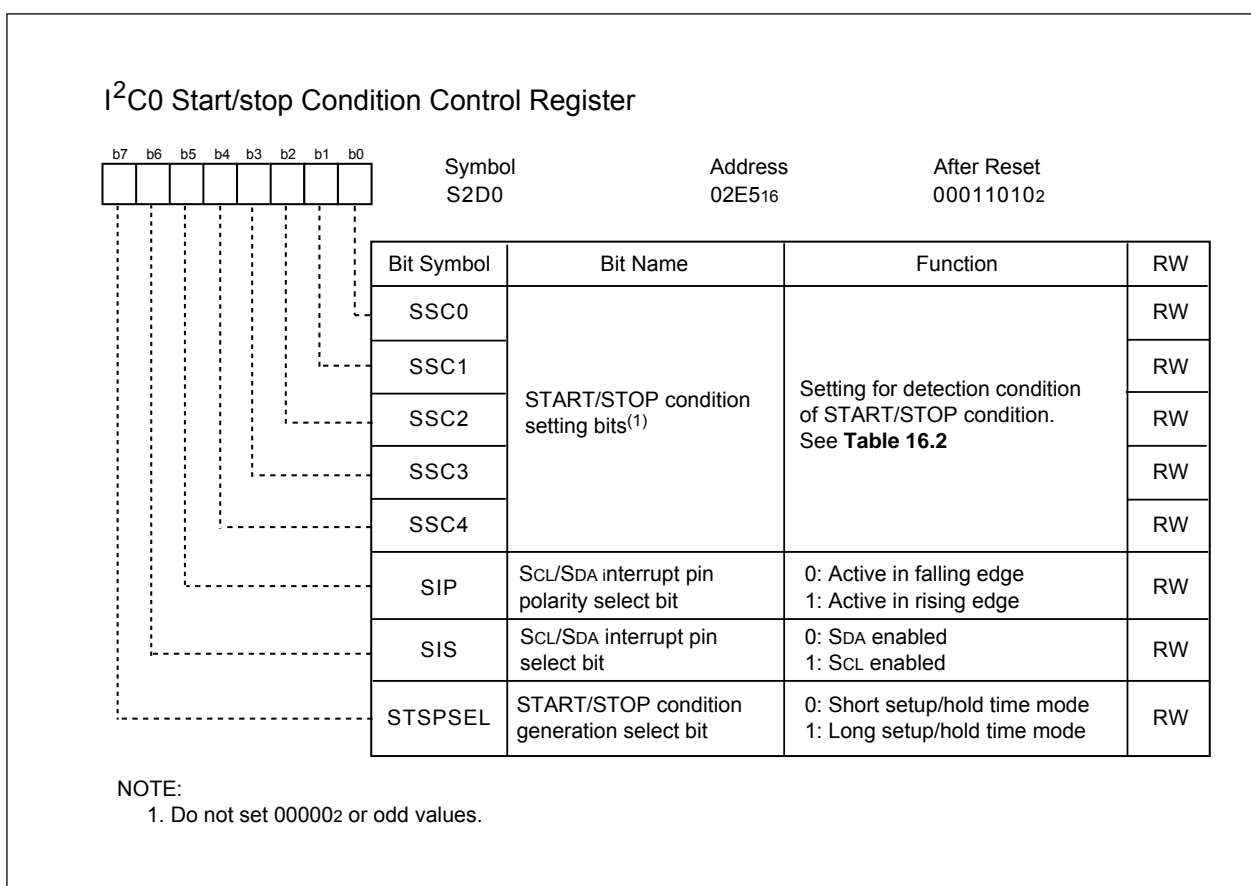 I2C0 Start/stop Condition Control Register
b7 b6 b5 b4 b3 b2 b1 b0
Symbol Address After Reset
S2D0 02E516 000110102
Bit Symbol Bit Name Function RW
SSC0 RW
SSC1 RW
START/STOP condition
setting bits(1)
Setting for detection condition
of START/STOP condition.
See Table 16.2
SSC2 RW
SSC3 RW
SSC4 RW
SIP
SCL/SDA interrupt pin
polarity select bit
0: Active in falling edge
1: Active in rising edge
RW
SIS
SCL/SDA interrupt pin
select bit
0: SDA enabled
1: SCL enabled
RW
STSPSEL
START/STOP condition
generation select bit
0: Short setup/hold time mode
1: Long setup/hold time mode
RW
NOTE:
1. Do not set 000002 or odd values.